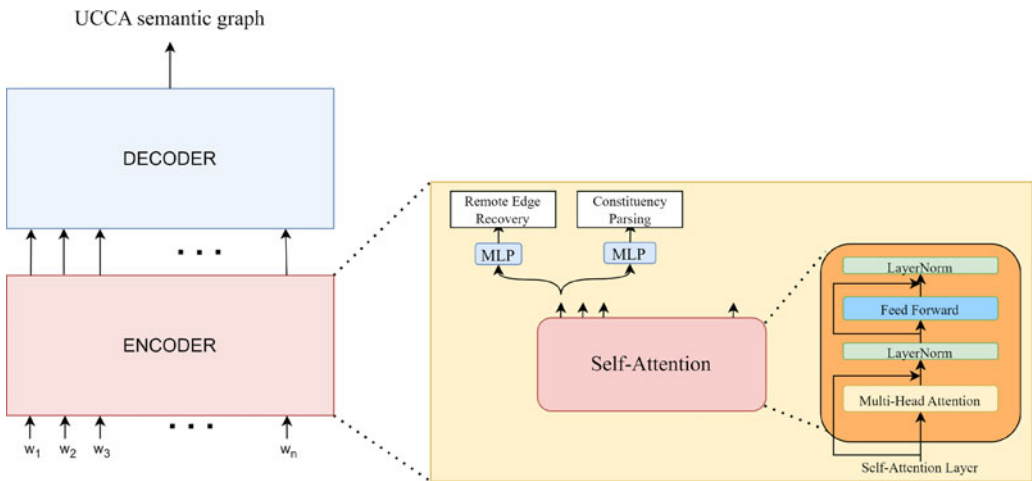 UCCA semantic graph
DECODER
ENCODER
w1 w2 w3 wn
Remote Edge
Recovery
Constituency
Parsing
MLP
MLP
Self-Attention
LayerNorm
Feed Forward
LayerNorm
Multi-Head Attention
Self-Attention Layer